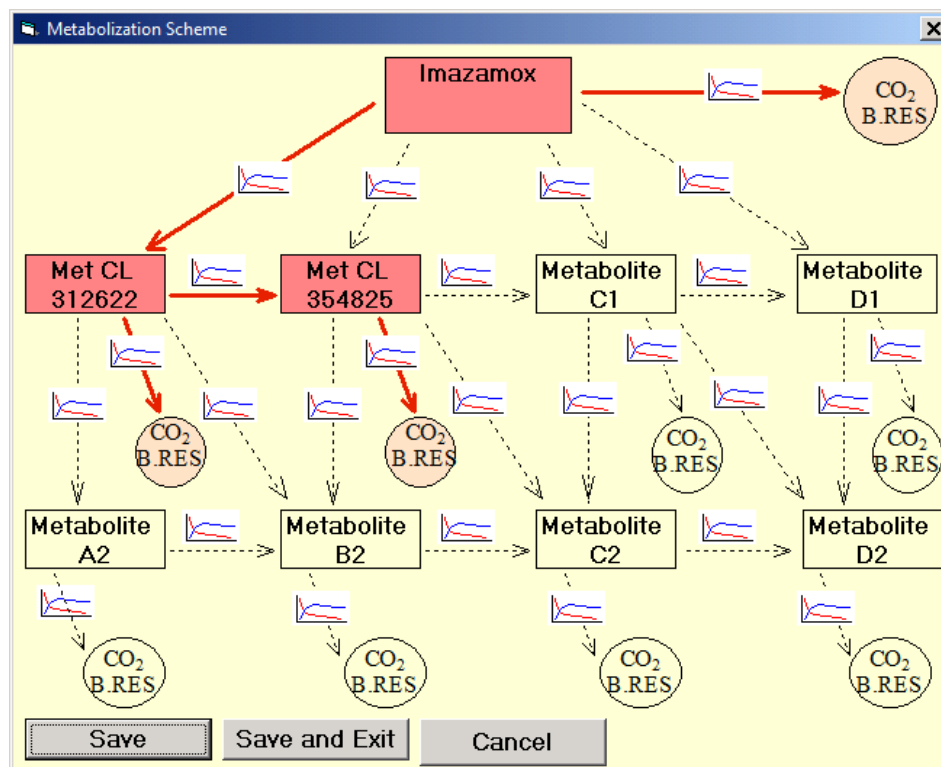 Metabolization Scheme
Imazamox
CO2
B.RES
Met CL
312622
Met CL
354825
Metabolite
C1
Metabolite
D1
CO2
B.RES
CO2
B.RES
CO2
B.RES
CO2
B.RES
Metabolite
A2
Metabolite
B2
Metabolite
C2
Metabolite
D2
CO2
B.RES
CO2
B.RES
CO2
B.RES
CO2
B.RES
Save
Save and Exit
Cancel